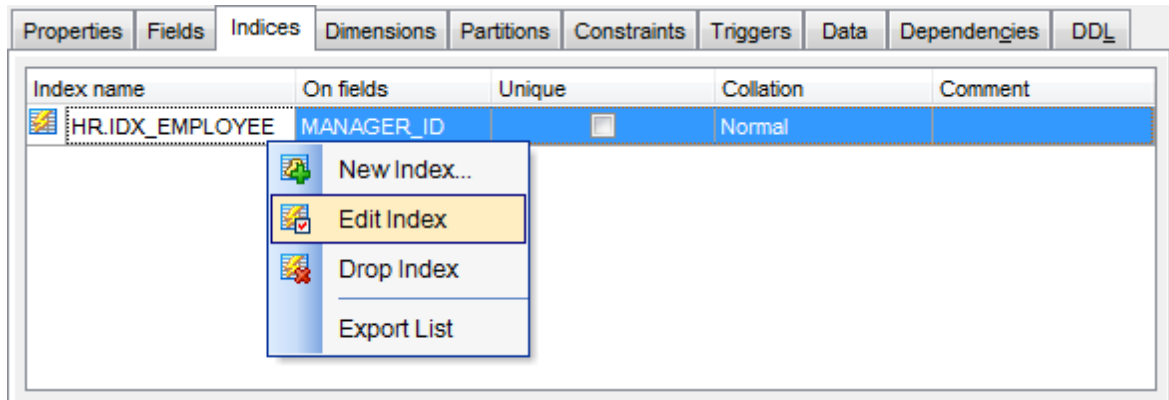 Properties Fields Indices Dimensions Partitions Constraints Triggers Data Dependencies DDL
Index name On fields Unique Collation Comment
HR.IDX_EMPLOYEE MANAGER_ID Normal
New Index...
Edit Index
Drop Index
Export List